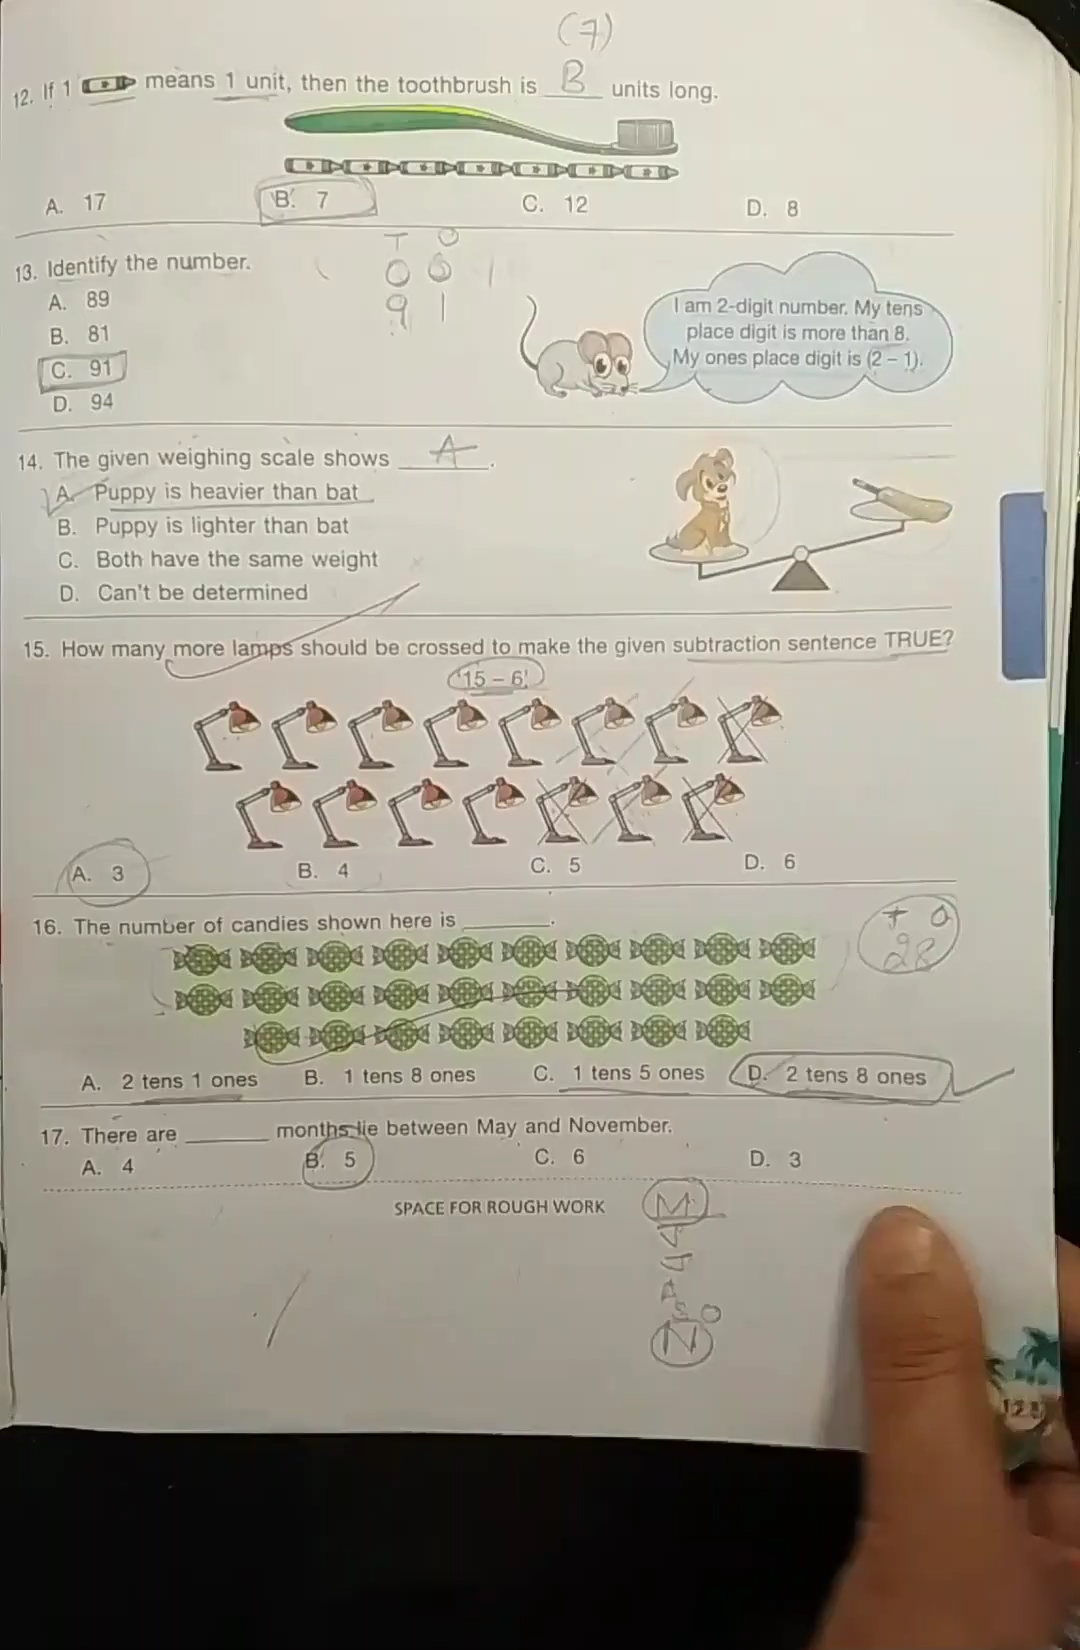 (7)
12. If 1 means 1 unit, then the toothbrush is B units long.
A. 17 B. 7 C. 12 D. 8
T O
13. Identify the number.
0 0 1
A. 89
9 1
B. 81
C. 91
D. 94
I am 2-digit number. My tens
place digit is more than 8.
My ones place digit is (2 – 1).
14. The given weighing scale shows A.
A. Puppy is heavier than bat
B. Puppy is lighter than bat
C. Both have the same weight
D. Can't be determined
15. How many more lamps should be crossed to make the given subtraction sentence TRUE?
'15 – 6'
A. 3 B. 4 C. 5 D. 6
16. The number of candies shown here is ______.
T O
28
A. 2 tens 1 ones B. 1 tens 8 ones C. 1 tens 5 ones D. 2 tens 8 ones
17. There are ______ months lie between May and November.
A. 4 B. 5 C. 6 D. 3
SPACE FOR ROUGH WORK
M
J
J
A
S O
N